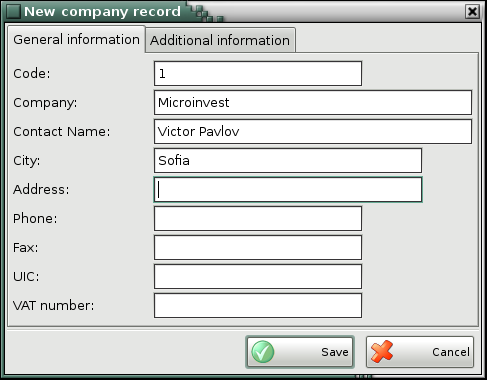 New company record
General information Additional information
Code: 1
Company: Microinvest
Contact Name: Victor Pavlov
City: Sofia
Address:
Phone:
Fax:
UIC:
VAT number:
Save Cancel